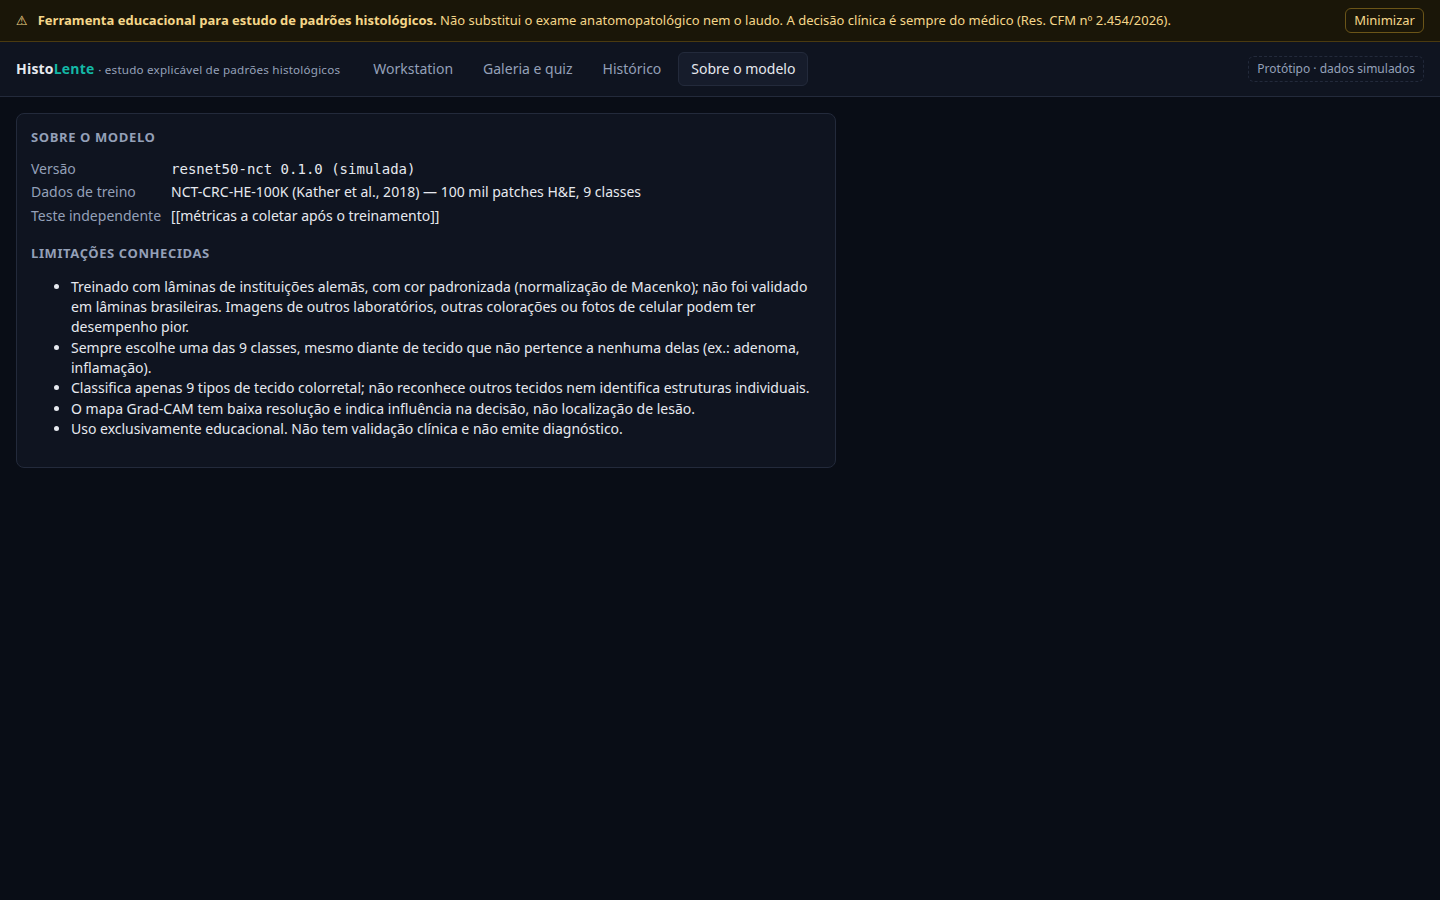 ⚠ Ferramenta educacional para estudo de padrões histológicos. Não substitui o exame anatomopatológico nem o laudo. A decisão clínica é sempre do médico (Res. CFM nº 2.454/2026). Minimizar
HistoLente · estudo explicável de padrões histológicos Workstation Galeria e quiz Histórico Sobre o modelo Protótipo · dados simulados
SOBRE O MODELO
Versão resnet50-nct 0.1.0 (simulada)
Dados de treino NCT-CRC-HE-100K (Kather et al., 2018) — 100 mil patches H&E, 9 classes
Teste independente [[métricas a coletar após o treinamento]]
LIMITAÇÕES CONHECIDAS
• Treinado com lâminas de instituições alemãs, com cor padronizada (normalização de Macenko); não foi validado
em lâminas brasileiras. Imagens de outros laboratórios, outras colorações ou fotos de celular podem ter
desempenho pior.
• Sempre escolhe uma das 9 classes, mesmo diante de tecido que não pertence a nenhuma delas (ex.: adenoma,
inflamação).
• Classifica apenas 9 tipos de tecido colorretal; não reconhece outros tecidos nem identifica estruturas individuais.
• O mapa Grad-CAM tem baixa resolução e indica influência na decisão, não localização de lesão.
• Uso exclusivamente educacional. Não tem validação clínica e não emite diagnóstico.